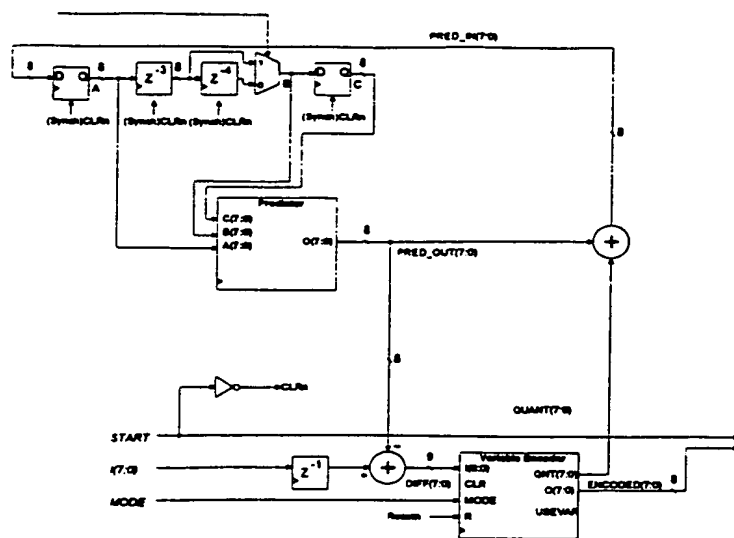 PRED_IN(7:0)
8
8
8
8
Z⁻³
Z⁻⁴
1
0
A
B
C
(Synch)CLRn
(Synch)CLRn
(Synch)CLRn
(Synch)CLRn
8
Predictor
C(7:0)
B(7:0)
A(7:0)
O(7:0)
8
PRED_OUT(7:0)
+
8
CLRn
QUANT(7:0)
START
I(7:0)
Z⁻¹
+
−
+
9
DIFF(7:0)
MODE
Resetn
Variable Encoder
I(8:0)
CLR
MODE
R
QNT(7:0)
O(7:0)
USEVAR
ENCODED(7:0)
8